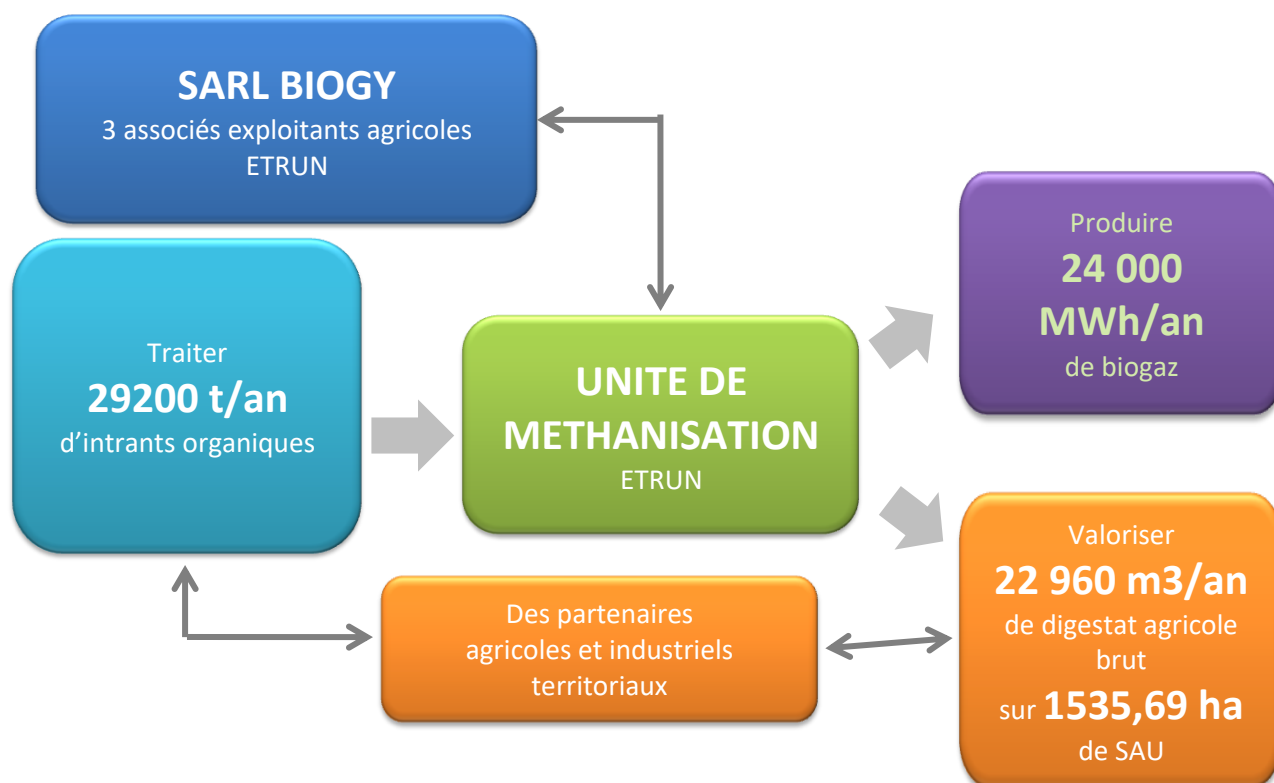 SARL BIOGY
3 associés exploitants agricoles
ETRUN
Traiter
29200 t/an
d’intrants organiques
UNITE DE
METHANISATION
ETRUN
Produire
24 000
MWh/an
de biogaz
Des partenaires
agricoles et industriels
territoriaux
Valoriser
22 960 m3/an
de digestat agricole
brut
sur 1535,69 ha
de SAU